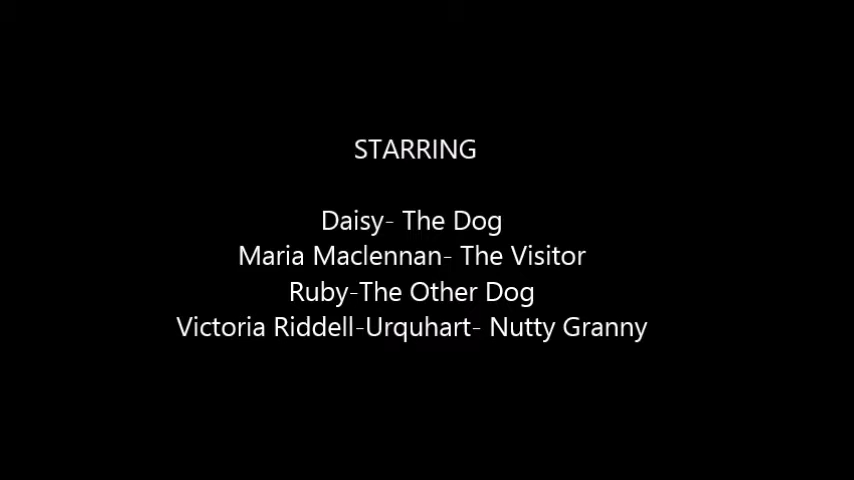 STARRING
Daisy- The Dog
Maria Maclennan- The Visitor
Ruby-The Other Dog
Victoria Riddell-Urquhart- Nutty Granny